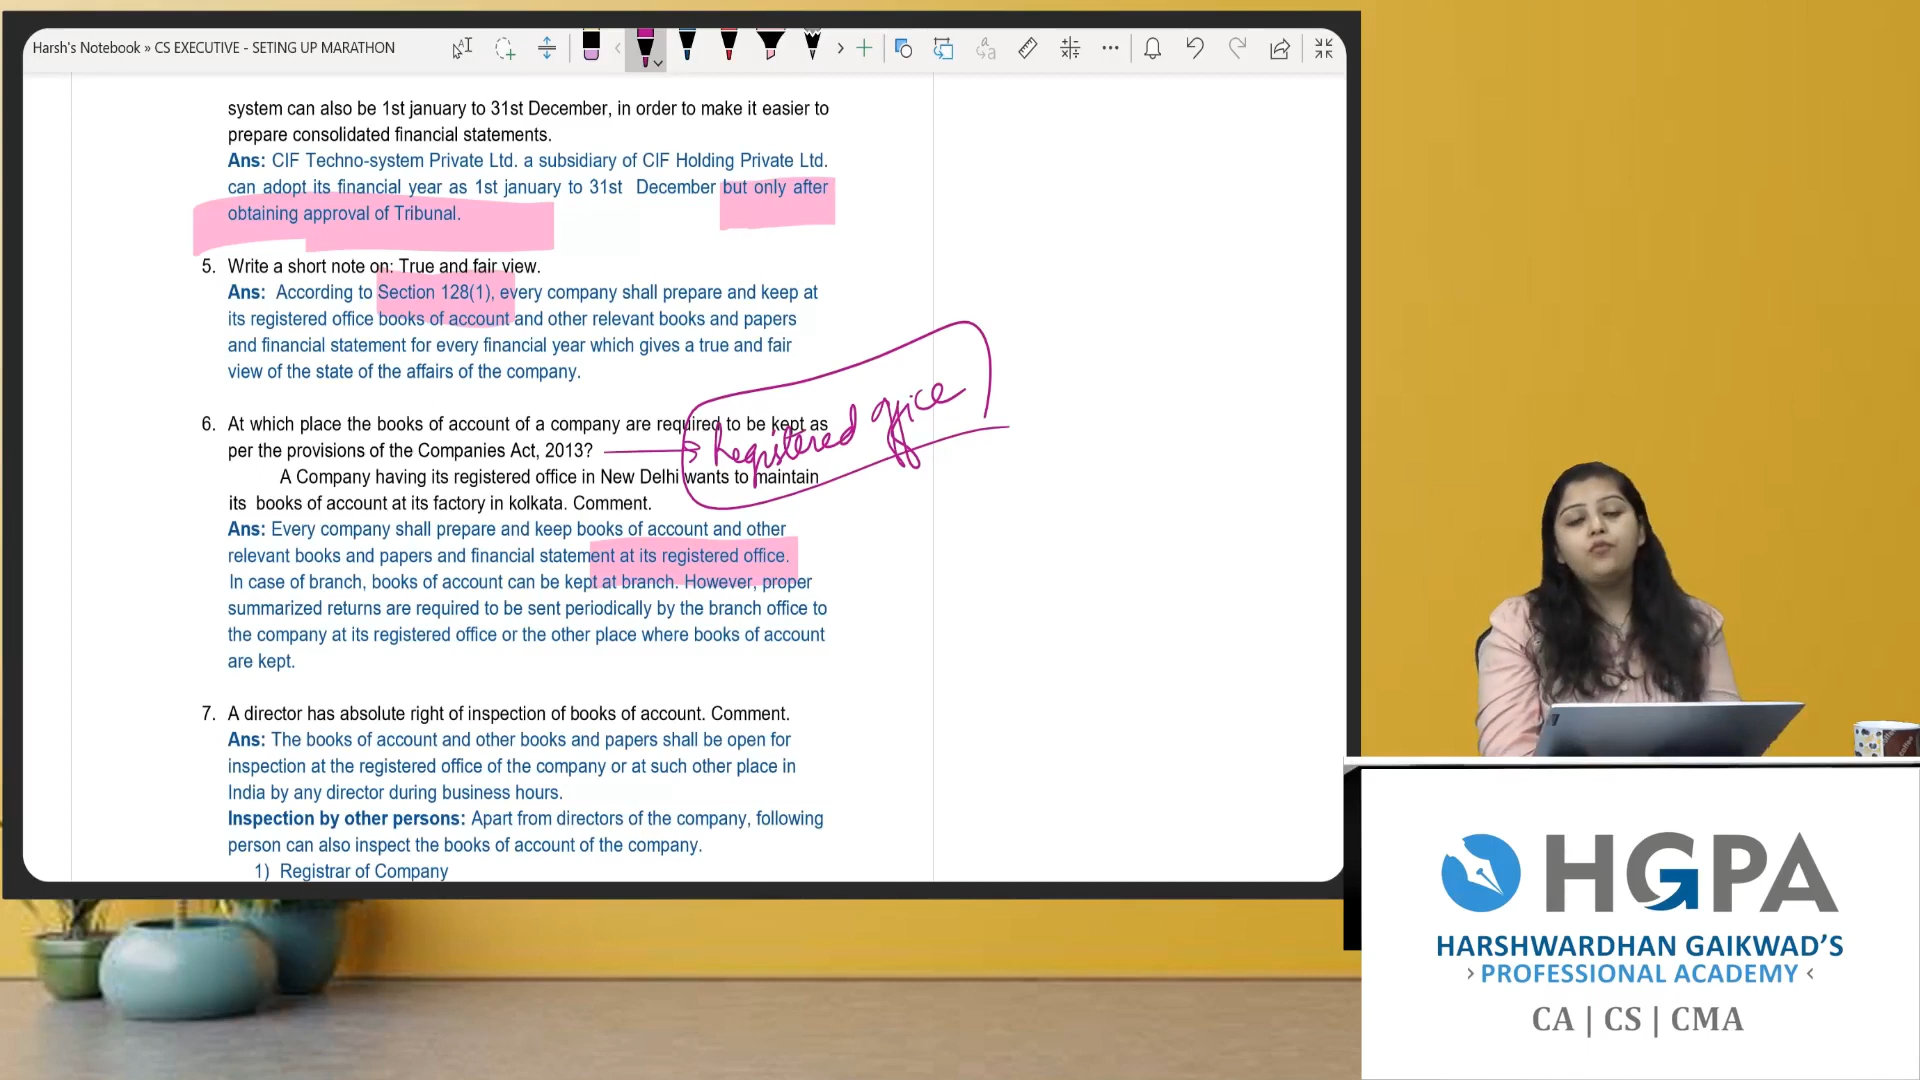 Harsh's Notebook » CS EXECUTIVE - SETING UP MARATHON
system can also be 1st january to 31st December, in order to make it easier to
prepare consolidated financial statements.
Ans: CIF Techno-system Private Ltd. a subsidiary of CIF Holding Private Ltd.
can adopt its financial year as 1st january to 31st December but only after
obtaining approval of Tribunal.
5. Write a short note on: True and fair view.
Ans: According to Section 128(1), every company shall prepare and keep at
its registered office books of account and other relevant books and papers
and financial statement for every financial year which gives a true and fair
view of the state of the affairs of the company.
6. At which place the books of account of a company are required to be kept as
per the provisions of the Companies Act, 2013?
Registered office
A Company having its registered office in New Delhi wants to maintain
its books of account at its factory in kolkata. Comment.
Ans: Every company shall prepare and keep books of account and other
relevant books and papers and financial statement at its registered office.
In case of branch, books of account can be kept at branch. However, proper
summarized returns are required to be sent periodically by the branch office to
the company at its registered office or the other place where books of account
are kept.
7. A director has absolute right of inspection of books of account. Comment.
Ans: The books of account and other books and papers shall be open for
inspection at the registered office of the company or at such other place in
India by any director during business hours.
Inspection by other persons: Apart from directors of the company, following
person can also inspect the books of account of the company.
1) Registrar of Company
HGPA
HARSHWARDHAN GAIKWAD'S
› PROFESSIONAL ACADEMY ‹
CA | CS | CMA